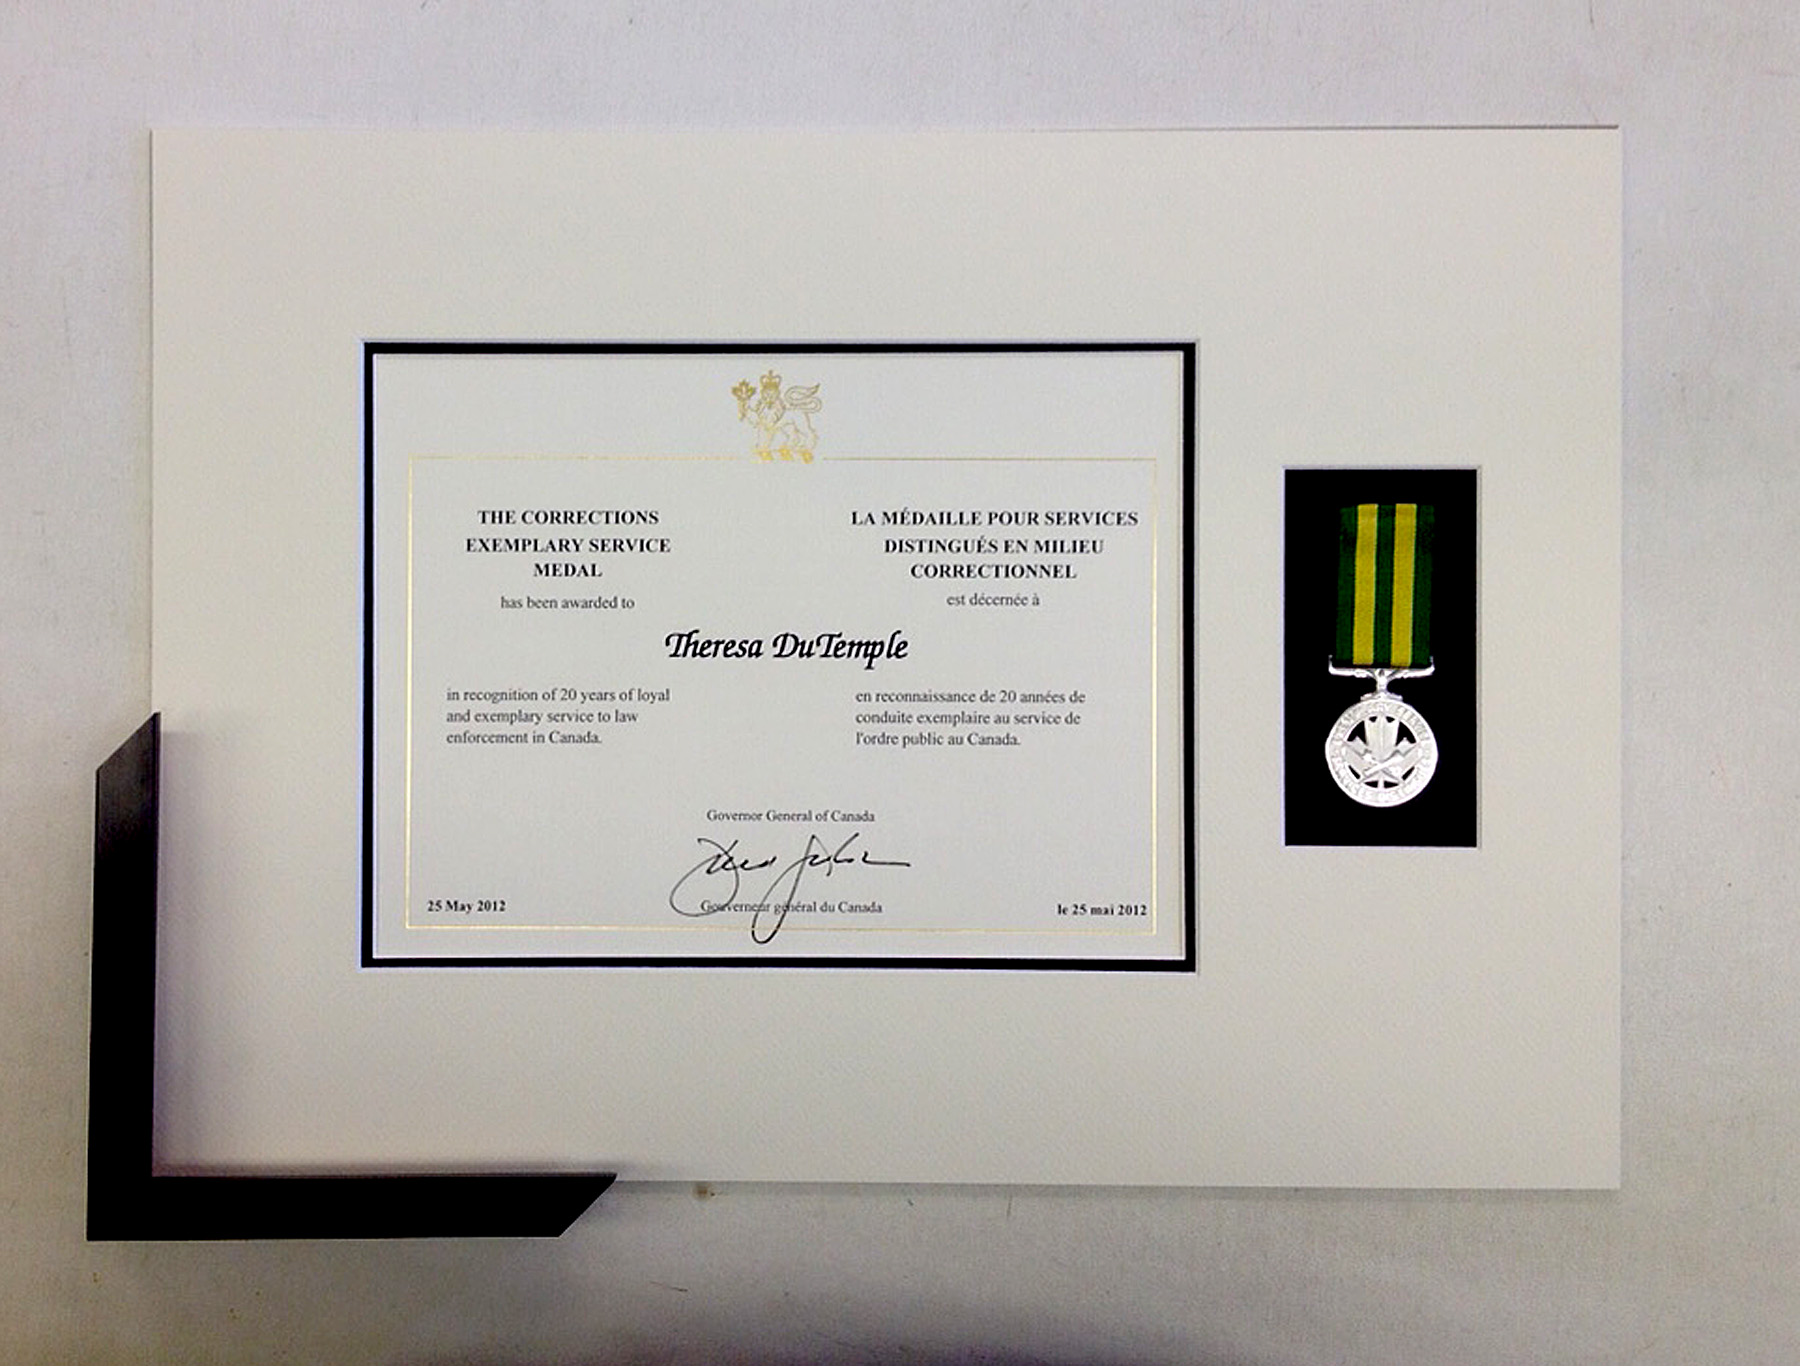 THE CORRECTIONS
EXEMPLARY SERVICE
MEDAL
has been awarded to
LA MÉDAILLE POUR SERVICES
DISTINGUÉS EN MILIEU
CORRECTIONNEL
est décernée à
Theresa DuTemple
in recognition of 20 years of loyal
and exemplary service to law
enforcement in Canada.
en reconnaissance de 20 années de
conduite exemplaire au service de
l'ordre public au Canada.
Governor General of Canada
Gouverneur général du Canada
25 May 2012
le 25 mai 2012